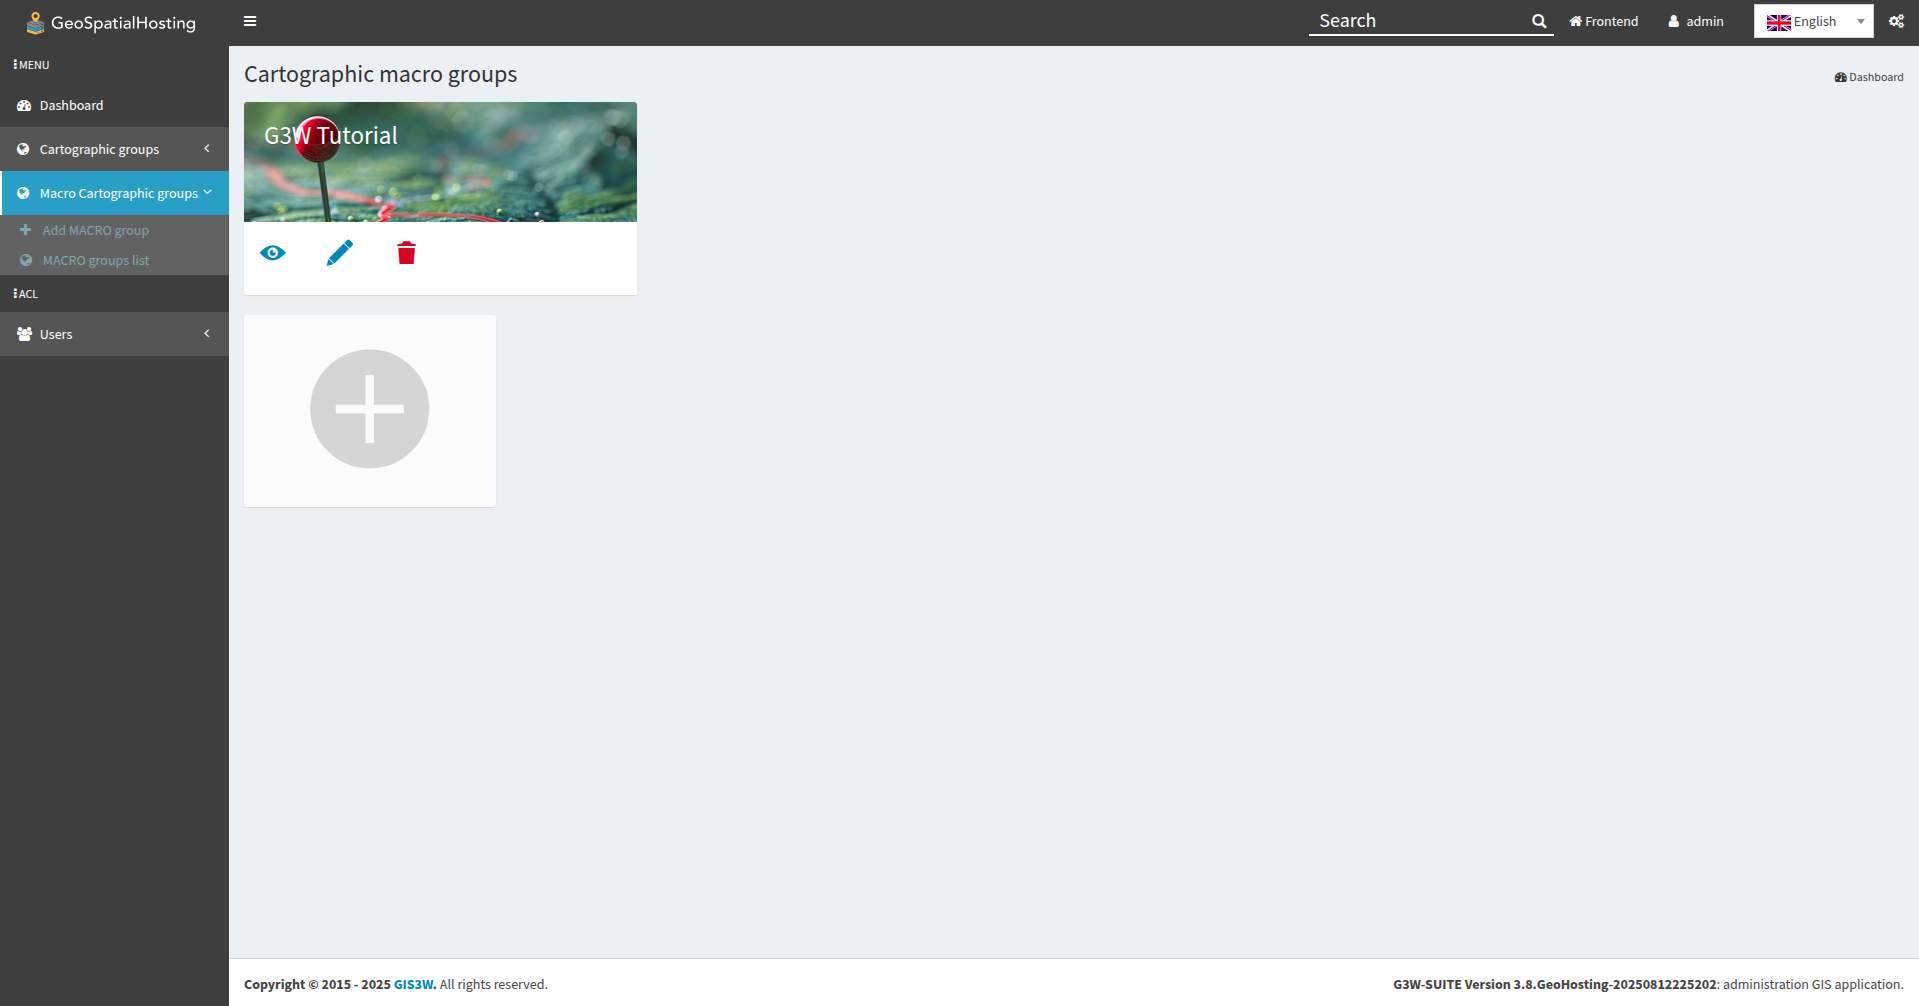 GeoSpatialHosting
Search
Frontend
admin
English
MENU
Dashboard
Cartographic groups
Macro Cartographic groups
Add MACRO group
MACRO groups list
ACL
Users
Cartographic macro groups
Dashboard
G3W Tutorial
Copyright © 2015 - 2025 GIS3W. All rights reserved.
G3W-SUITE Version 3.8.GeoHosting-20250812225202: administration GIS application.